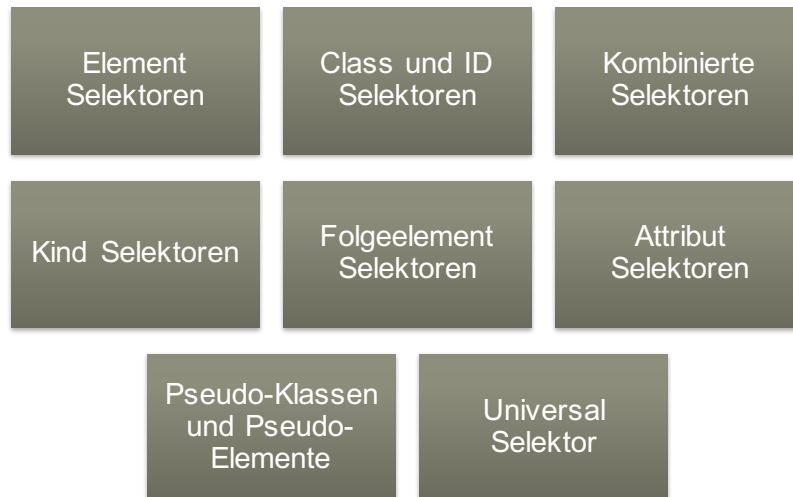 Element
Selektoren
Class und ID
Selektoren
Kombinierte
Selektoren
Kind Selektoren
Folgeelement
Selektoren
Attribut
Selektoren
Pseudo-Klassen
und Pseudo-
Elemente
Universal
Selektor